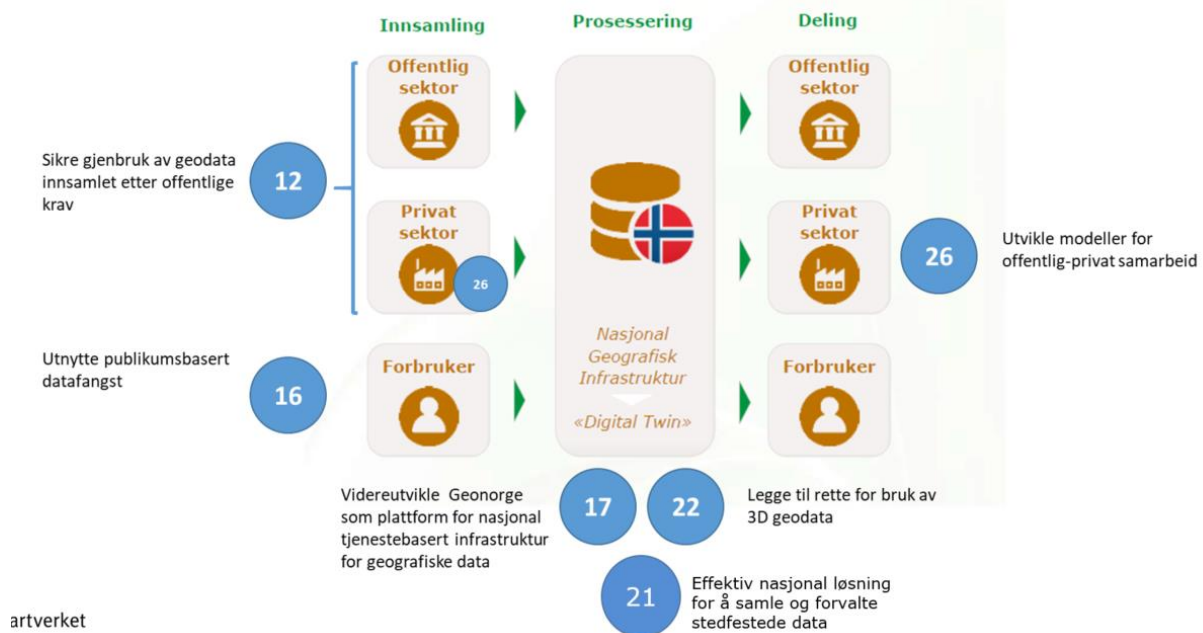 Innsamling
Prosessering
Deling
Offentlig
sektor
Offentlig
sektor
Sikre gjenbruk av geodata
innsamlet etter offentlige
krav
12
Privat
sektor
26
Privat
sektor
26
Utvikle modeller for
offentlig-privat samarbeid
Nasjonal
Geografisk
Infrastruktur
«Digital Twin»
Utnytte publikumsbasert
datafangst
16
Forbruker
Forbruker
Videreutvikle Geonorge
som plattform for nasjonal
tjenestebasert infrastruktur
for geografiske data
17
22
Legge til rette for bruk av
3D geodata
21
Effektiv nasjonal løsning
for å samle og forvalte
stedfestede data
artverket